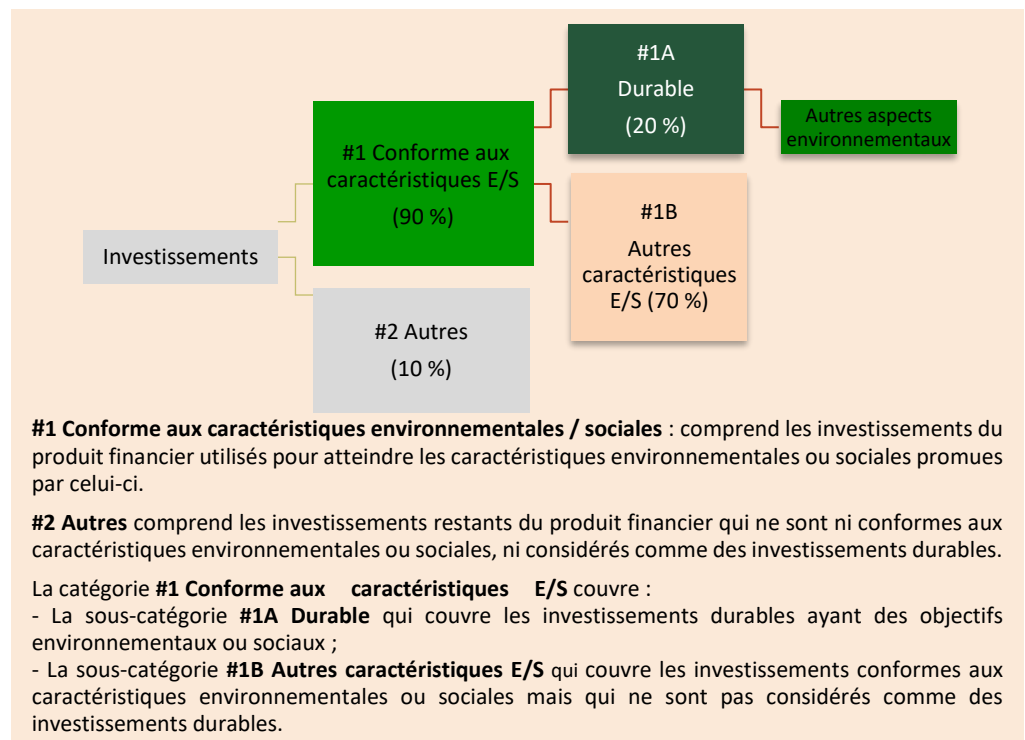 #1A
Durable
(20 %)
Autres aspects
environnementaux
#1 Conforme aux
caractéristiques E/S
(90 %)
#1B
Autres
caractéristiques
E/S (70 %)
Investissements
#2 Autres
(10 %)
#1 Conforme aux caractéristiques environnementales / sociales : comprend les investissements du
produit financier utilisés pour atteindre les caractéristiques environnementales ou sociales promues
par celui-ci.
#2 Autres comprend les investissements restants du produit financier qui ne sont ni conformes aux
caractéristiques environnementales ou sociales, ni considérés comme des investissements durables.
La catégorie #1 Conforme aux caractéristiques E/S couvre :
- La sous-catégorie #1A Durable qui couvre les investissements durables ayant des objectifs
environnementaux ou sociaux ;
- La sous-catégorie #1B Autres caractéristiques E/S qui couvre les investissements conformes aux
caractéristiques environnementales ou sociales mais qui ne sont pas considérés comme des
investissements durables.